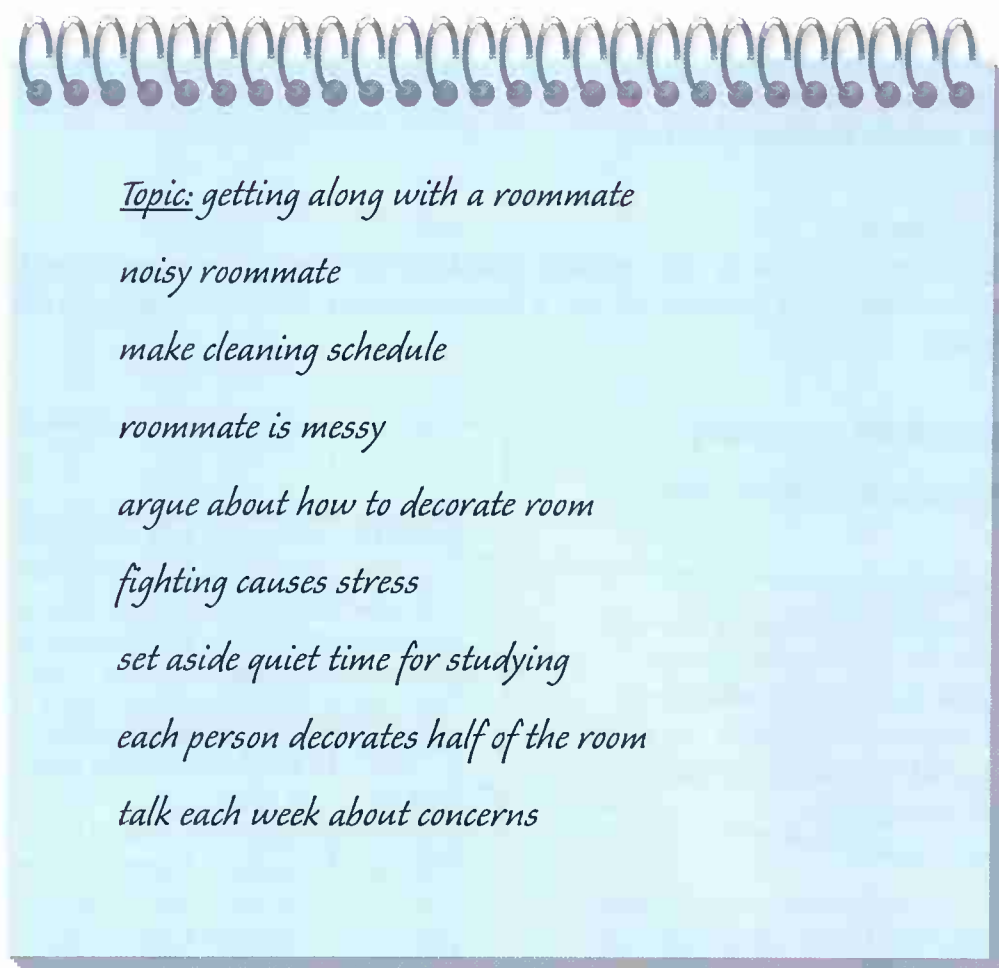 Topic: getting along with a roommate
noisy roommate
make cleaning schedule
roommate is messy
argue about how to decorate room
fighting causes stress
set aside quiet time for studying
each person decorates half of the room
talk each week about concerns